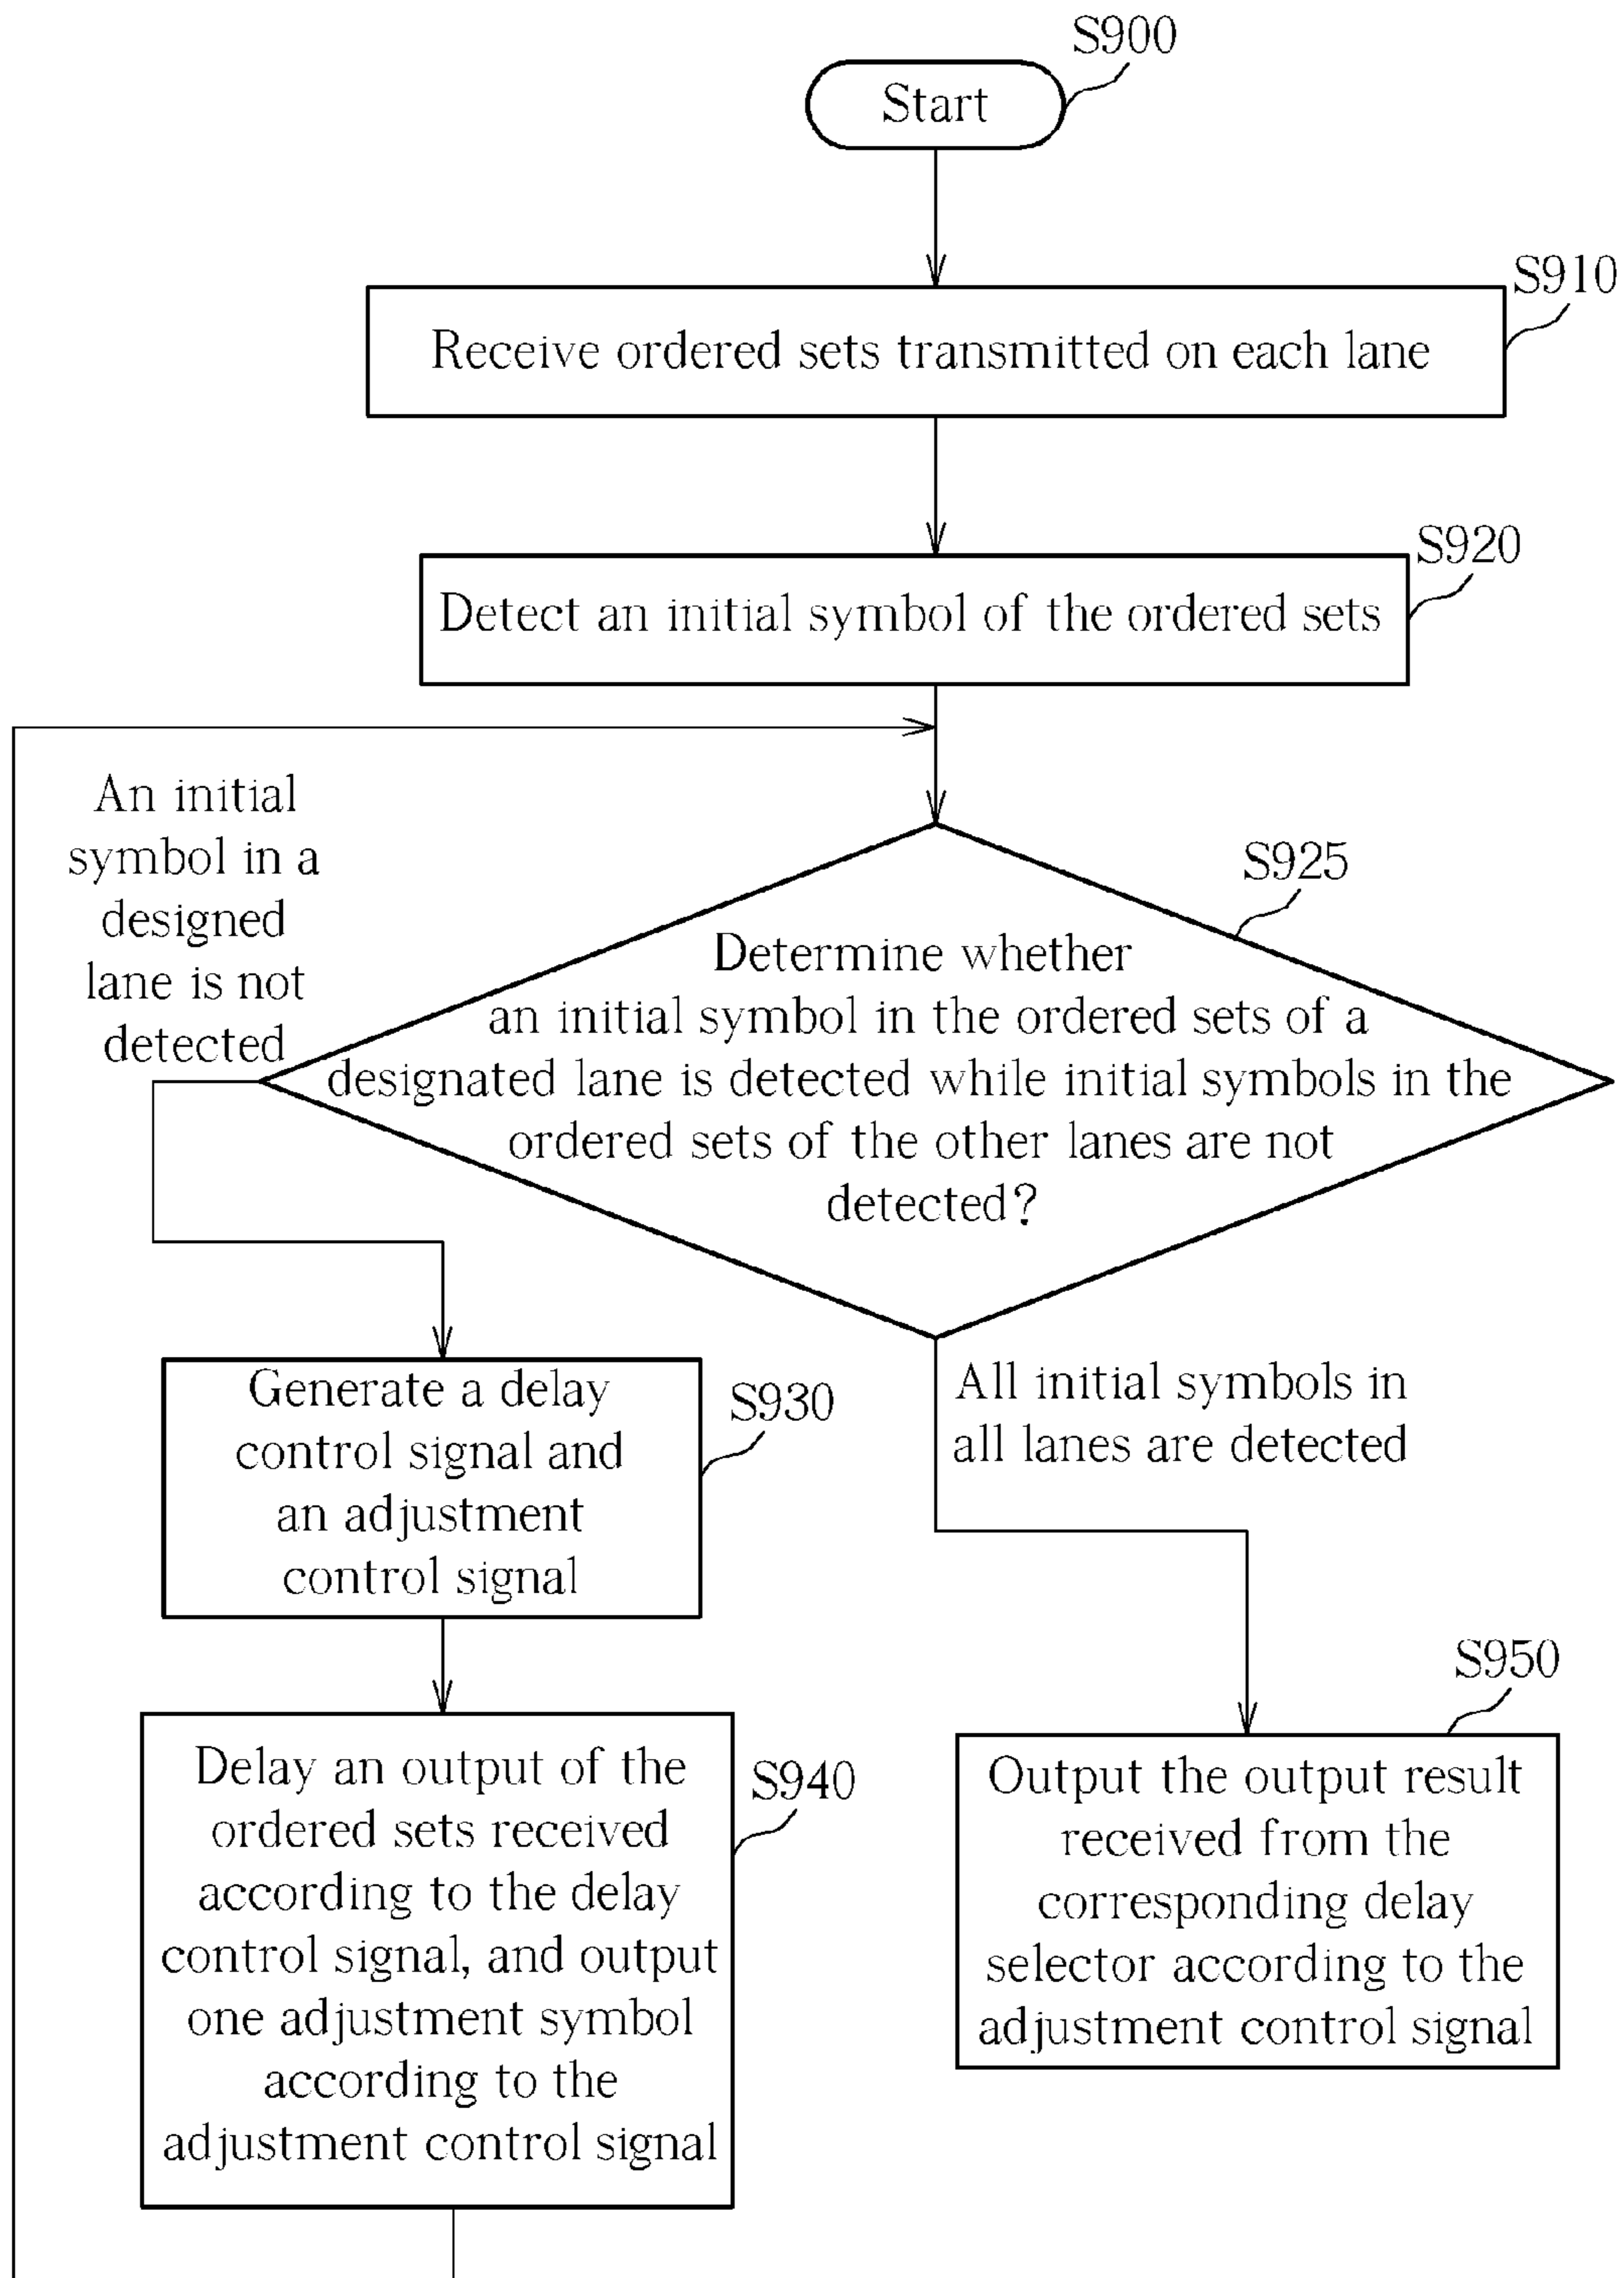 S900
Start
S910
Receive ordered sets transmitted on each lane
S920
Detect an initial symbol of the ordered sets
An initial
symbol in a
designed
lane is not
detected
S925
Determine whether
an initial symbol in the ordered sets of a
designated lane is detected while initial symbols in the
ordered sets of the other lanes are not
detected?
Generate a delay
control signal and
an adjustment
control signal
S930
All initial symbols in
all lanes are detected
Delay an output of the
ordered sets received
according to the delay
control signal, and output
one adjustment symbol
according to the
adjustment control signal
S940
S950
Output the output result
received from the
corresponding delay
selector according to the
adjustment control signal